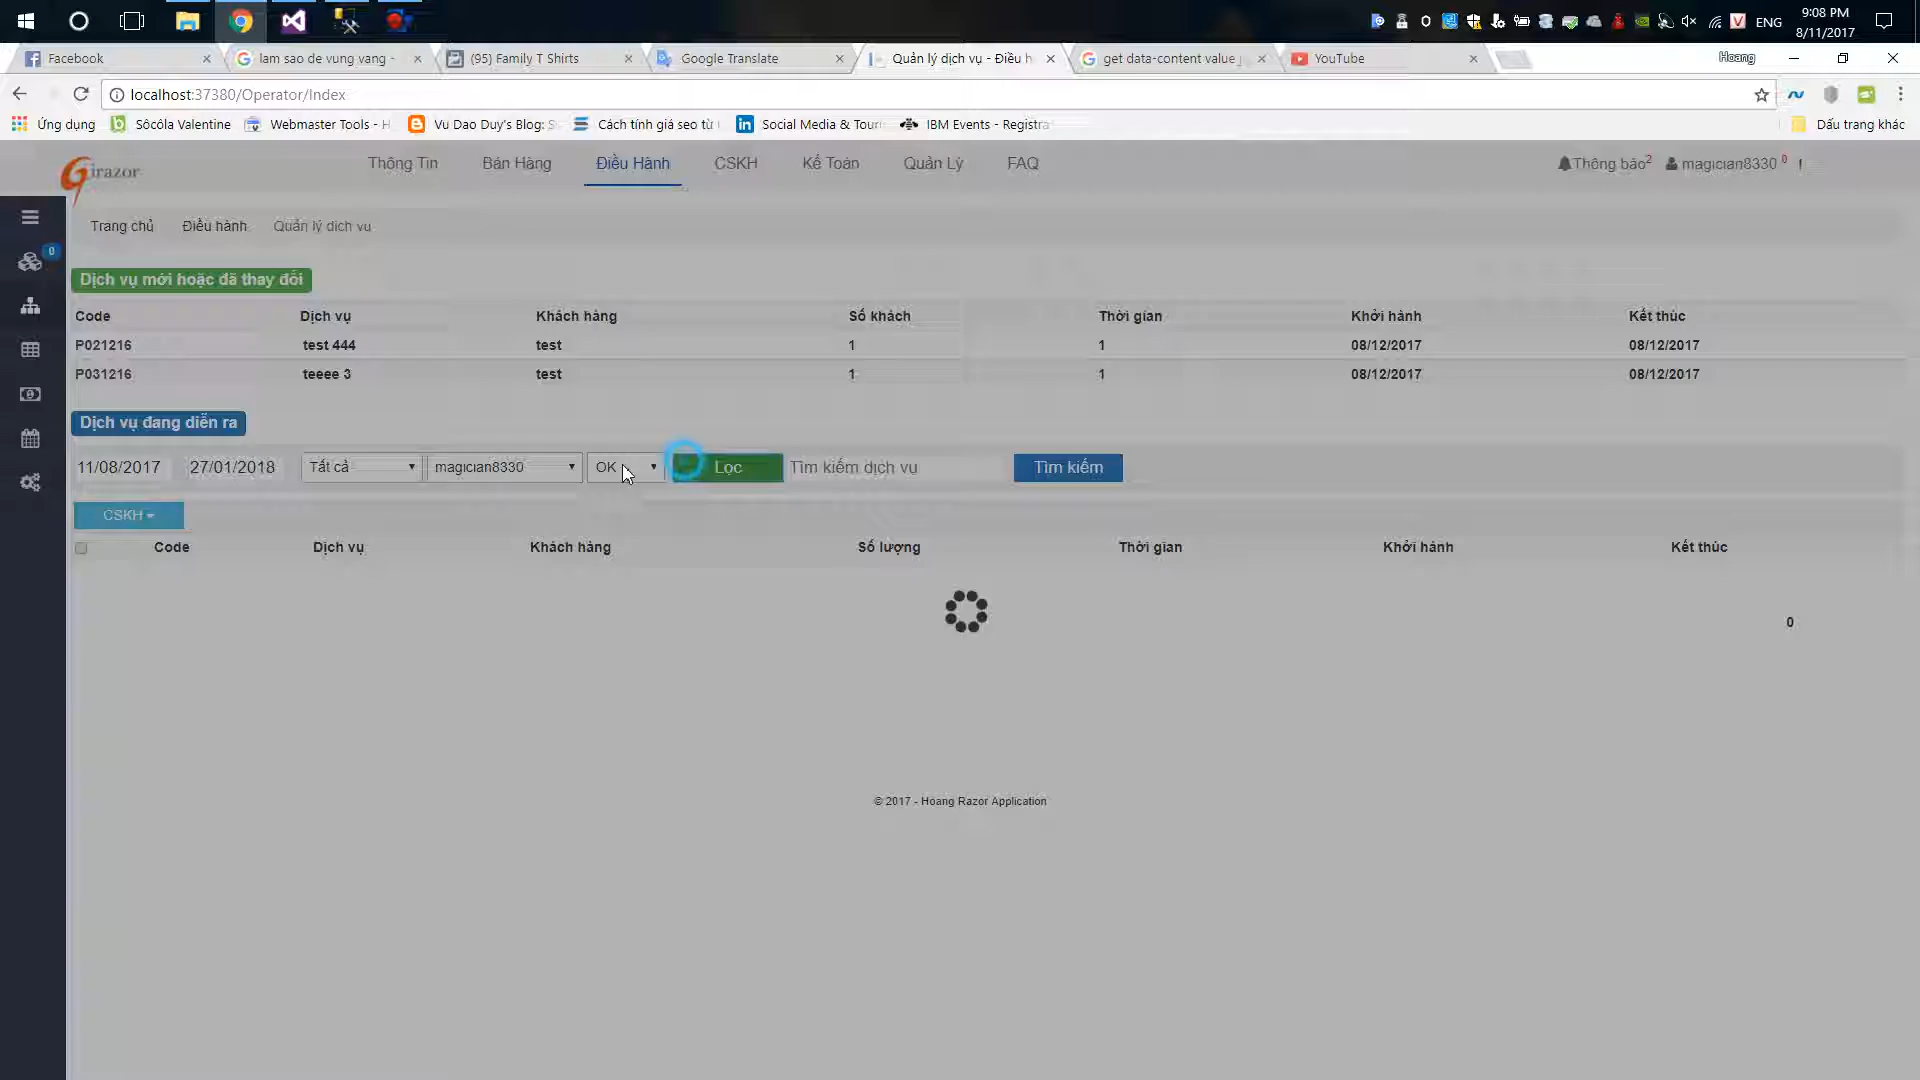 9:08 PM
ENG
8/11/2017
Facebook
lam sao de vung vang -
(95) Family T Shirts
Google Translate
Quản lý dịch vụ - Điều h
get data-content value
YouTube
Hoang
localhost:37380/Operator/Index
Ứng dụng
Sôcôla Valentine
Webmaster Tools - H
Vu Dao Duy's Blog: S
Cách tính giá seo từ
Social Media & Touri
IBM Events - Registra
Dấu trang khác
Girazor
Thông Tin
Bán Hàng
Điều Hành
CSKH
Kế Toán
Quản Lý
FAQ
Thông báo 2
magician8330 0
Trang chủ
Điều hành
Quản lý dịch vụ
0
Dịch vụ mới hoặc đã thay đổi
Code Dịch vụ Khách hàng Số khách Thời gian Khởi hành Kết thúc
P021216 test 444 test 1 1 08/12/2017 08/12/2017
P031216 teeee 3 test 1 1 08/12/2017 08/12/2017
Dịch vụ đang diễn ra
11/08/2017 27/01/2018 Tất cả magician8330 OK Lọc Tìm kiếm dịch vụ Tìm kiếm
CSKH
Code Dịch vụ Khách hàng Số lượng Thời gian Khởi hành Kết thúc
0
© 2017 - Hoang Razor Application